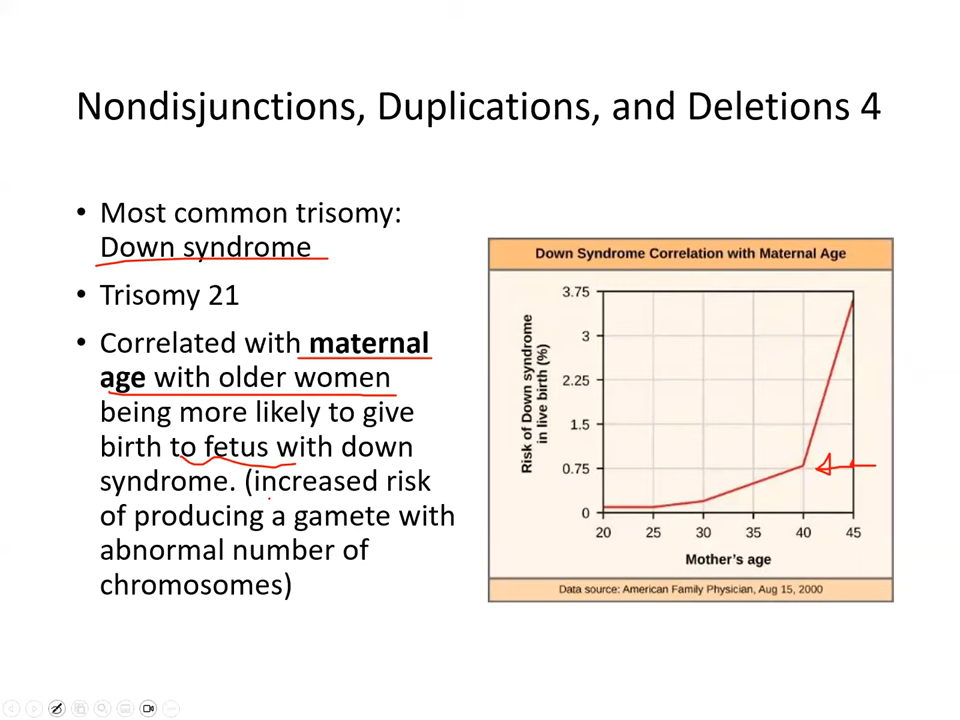 Nondisjunctions, Duplications, and Deletions 4
• Most common trisomy:
Down syndrome
• Trisomy 21
• Correlated with maternal
age with older women
being more likely to give
birth to fetus with down
syndrome. (increased risk
of producing a gamete with
abnormal number of
chromosomes)
Down Syndrome Correlation with Maternal Age
Risk of Down syndrome
in live birth (%)
3.75
3
2.25
1.5
0.75
0
20 25 30 35 40 45
Mother's age
Data source: American Family Physician, Aug 15, 2000